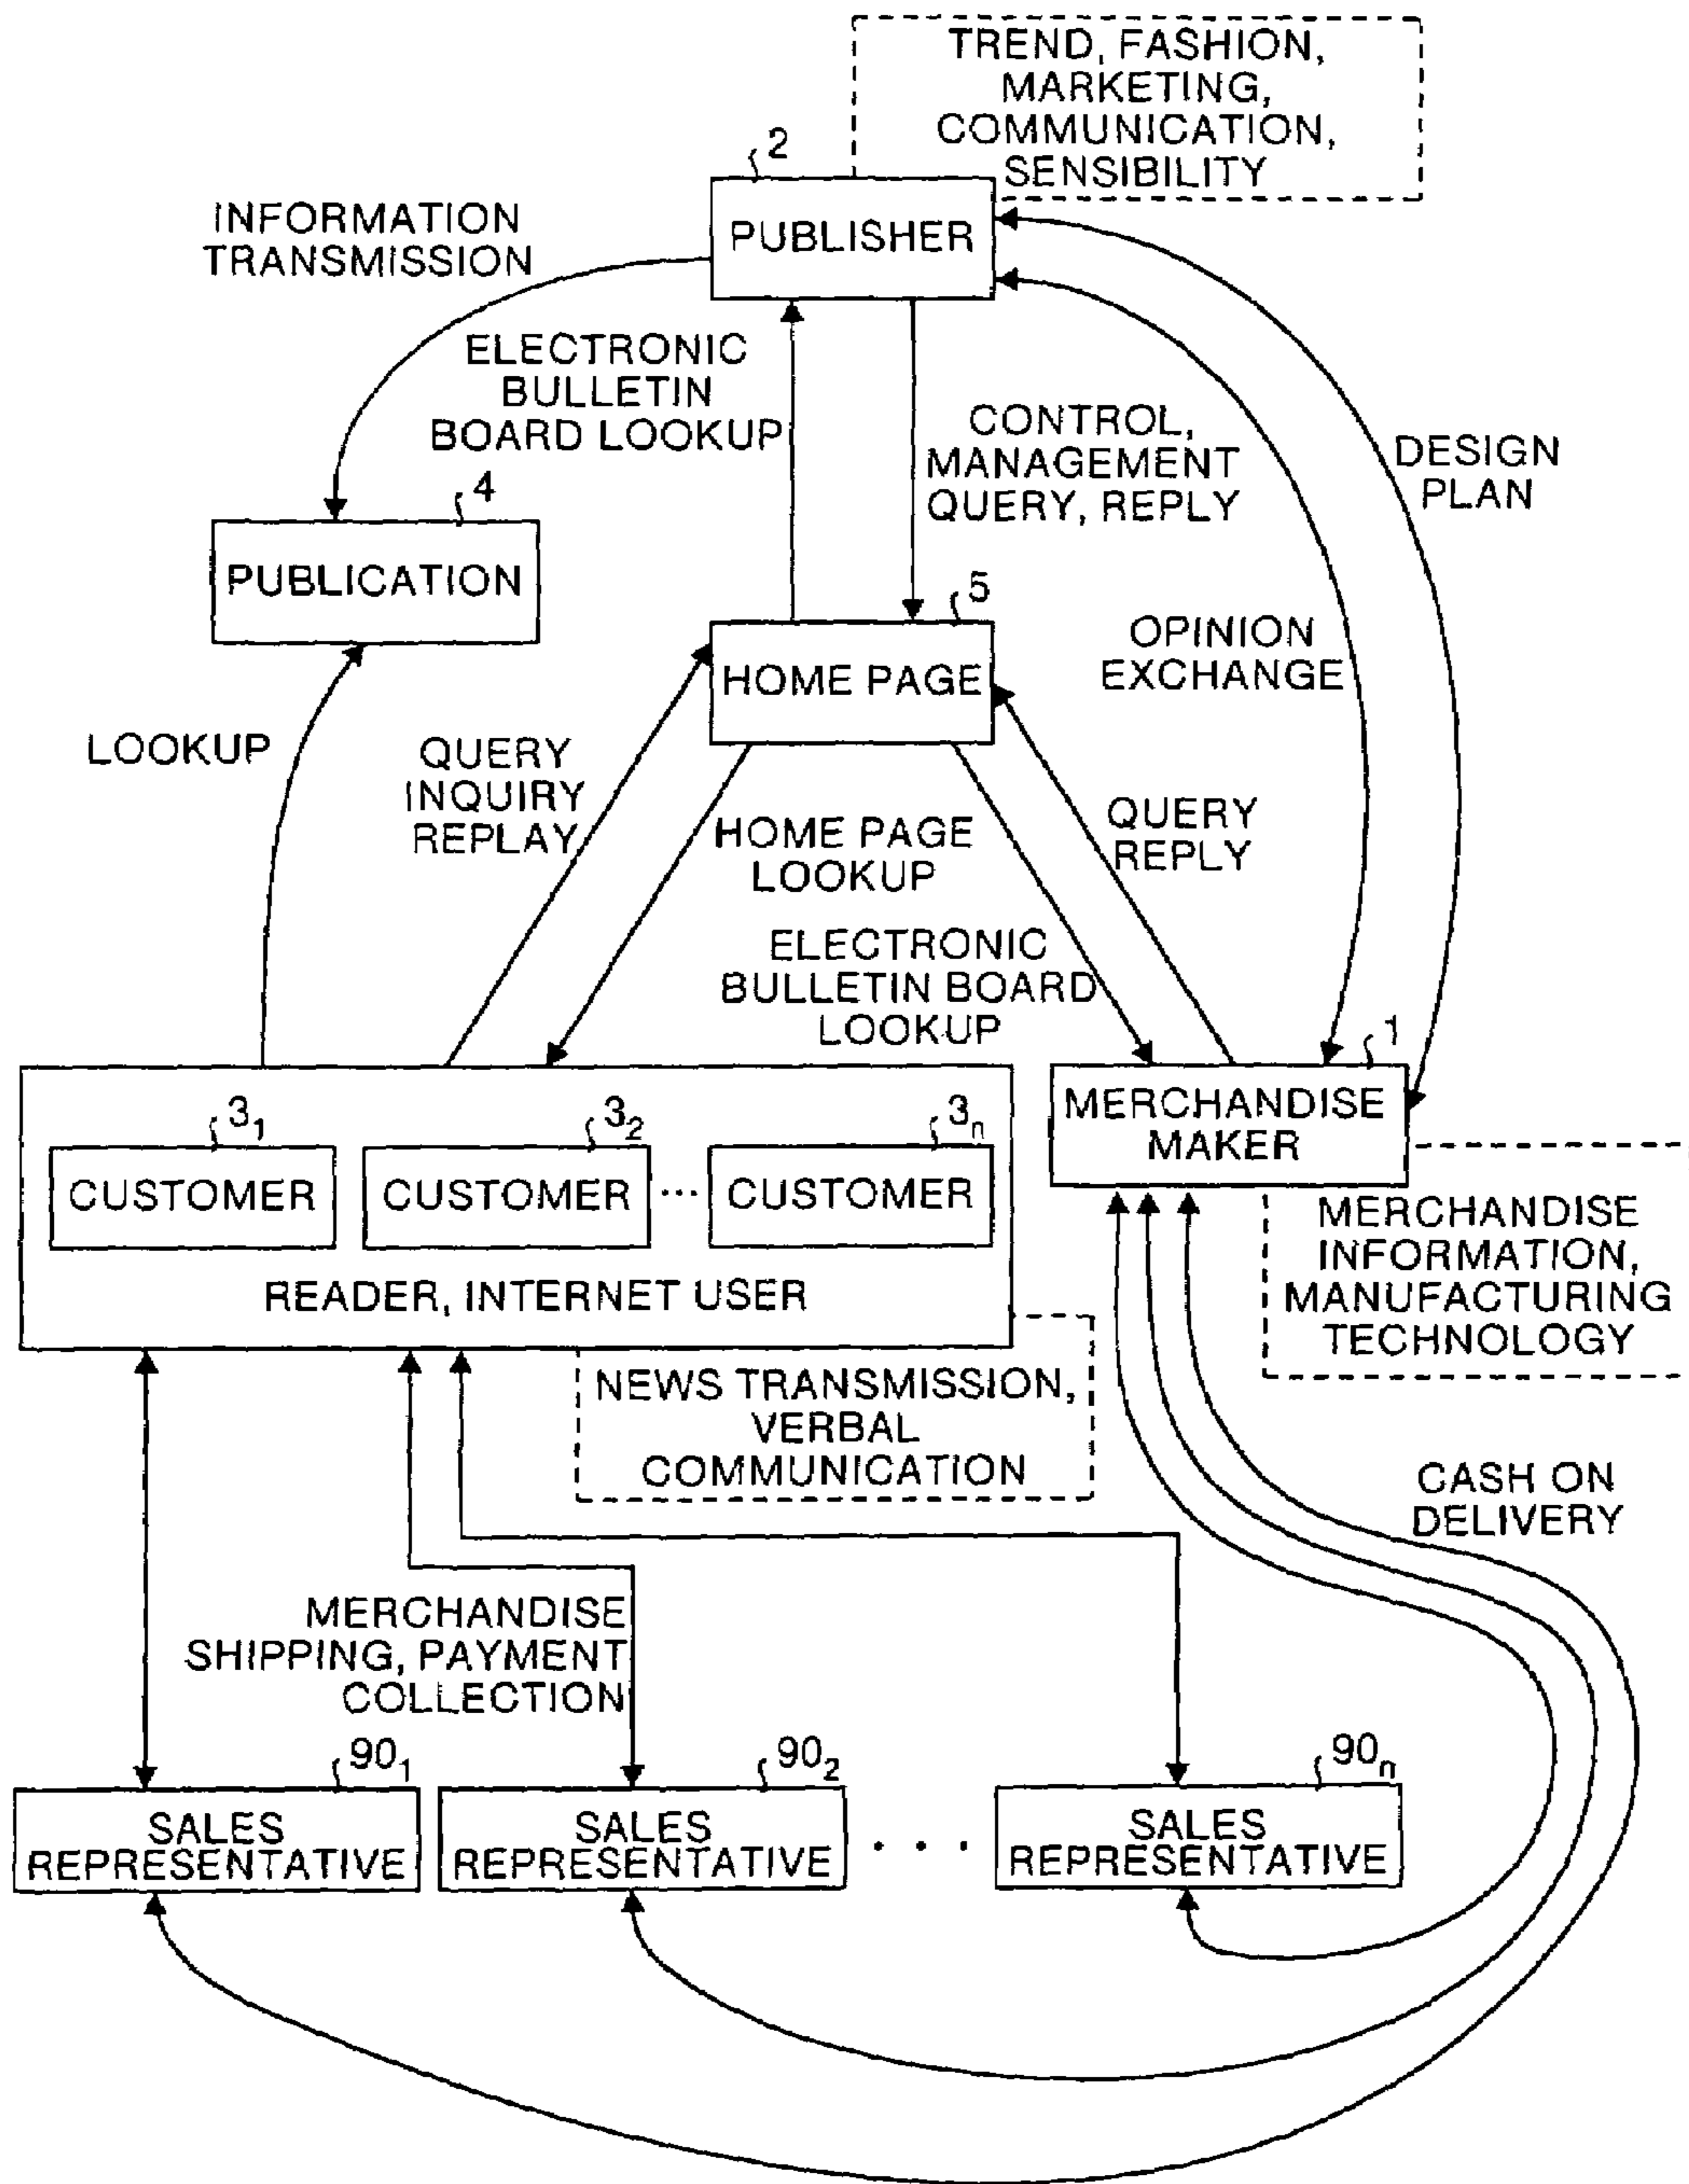 TREND, FASHION,
MARKETING,
COMMUNICATION,
SENSIBILITY
2
PUBLISHER
INFORMATION
TRANSMISSION
ELECTRONIC
BULLETIN
BOARD LOOKUP
CONTROL,
MANAGEMENT
QUERY, REPLY
DESIGN
PLAN
4
PUBLICATION
5
HOME PAGE
OPINION
EXCHANGE
LOOKUP
QUERY
INQUIRY
REPLAY
HOME PAGE
LOOKUP
QUERY
REPLY
ELECTRONIC
BULLETIN BOARD
LOOKUP
1
MERCHANDISE
MAKER
3₁
CUSTOMER
3₂
CUSTOMER
...
3ₙ
CUSTOMER
READER, INTERNET USER
MERCHANDISE
INFORMATION,
MANUFACTURING
TECHNOLOGY
NEWS TRANSMISSION,
VERBAL
COMMUNICATION
CASH ON
DELIVERY
MERCHANDISE
SHIPPING, PAYMENT
COLLECTION
90₁
SALES
REPRESENTATIVE
90₂
SALES
REPRESENTATIVE
. . .
90ₙ
SALES
REPRESENTATIVE